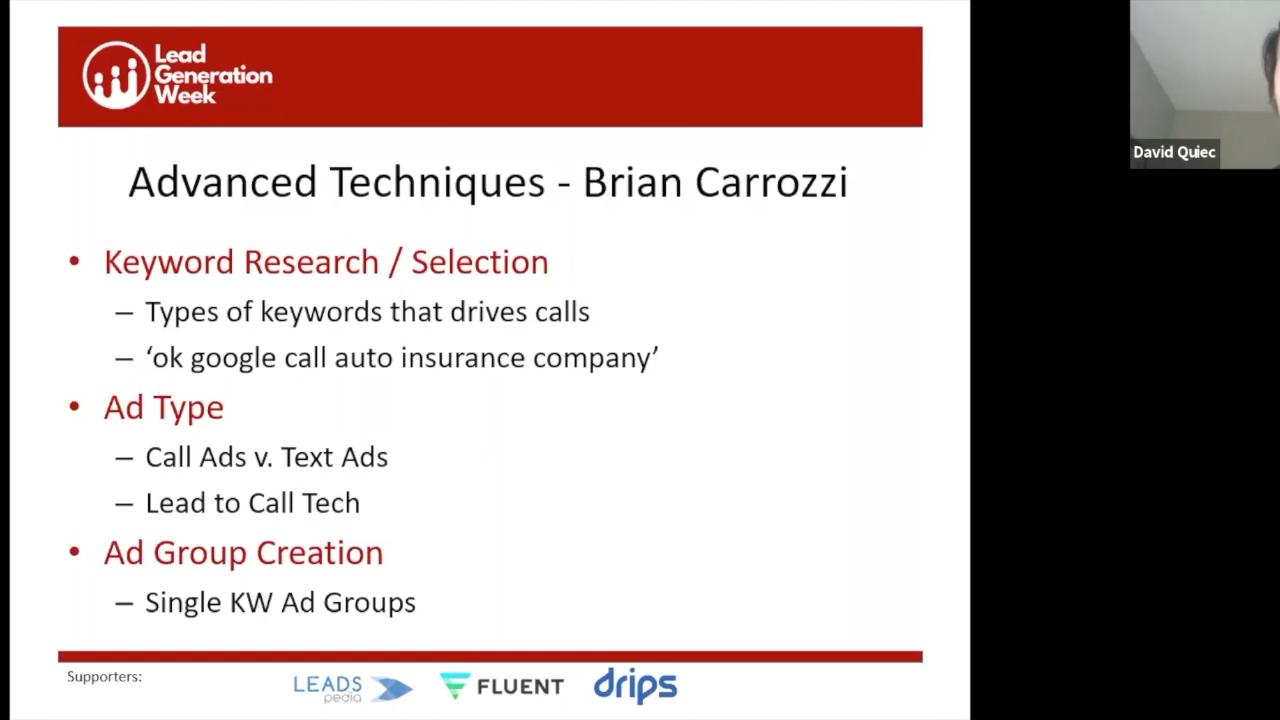 Lead
Generation
Week
David Quiec
Advanced Techniques - Brian Carrozzi
• Keyword Research / Selection
– Types of keywords that drives calls
– ‘ok google call auto insurance company’
• Ad Type
– Call Ads v. Text Ads
– Lead to Call Tech
• Ad Group Creation
– Single KW Ad Groups
Supporters:
LEADS
pedia
FLUENT
drips